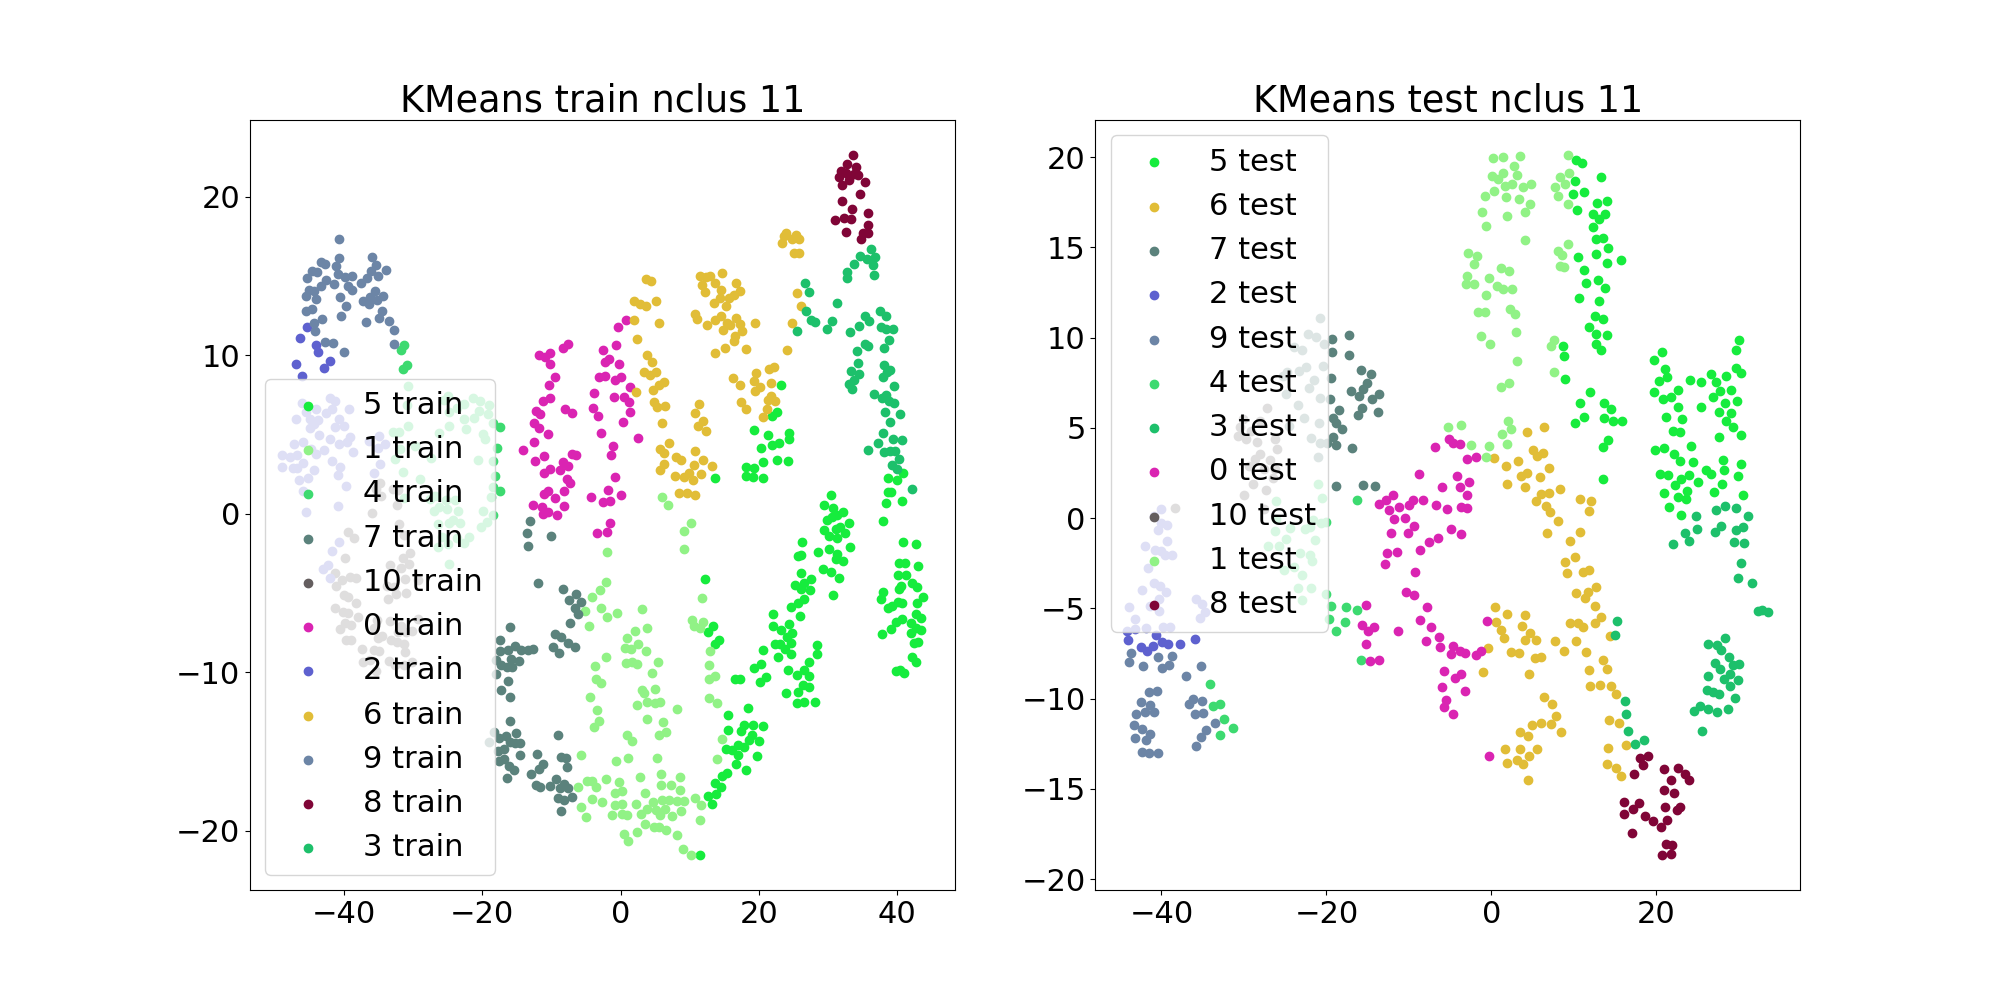 KMeans train nclus 11
20
10
0
−10
−20
−40
−20
0
20
40
5 train
1 train
4 train
7 train
10 train
0 train
2 train
6 train
9 train
8 train
3 train
KMeans test nclus 11
20
15
10
5
0
−5
−10
−15
−20
−40
−20
0
20
5 test
6 test
7 test
2 test
9 test
4 test
3 test
0 test
10 test
1 test
8 test